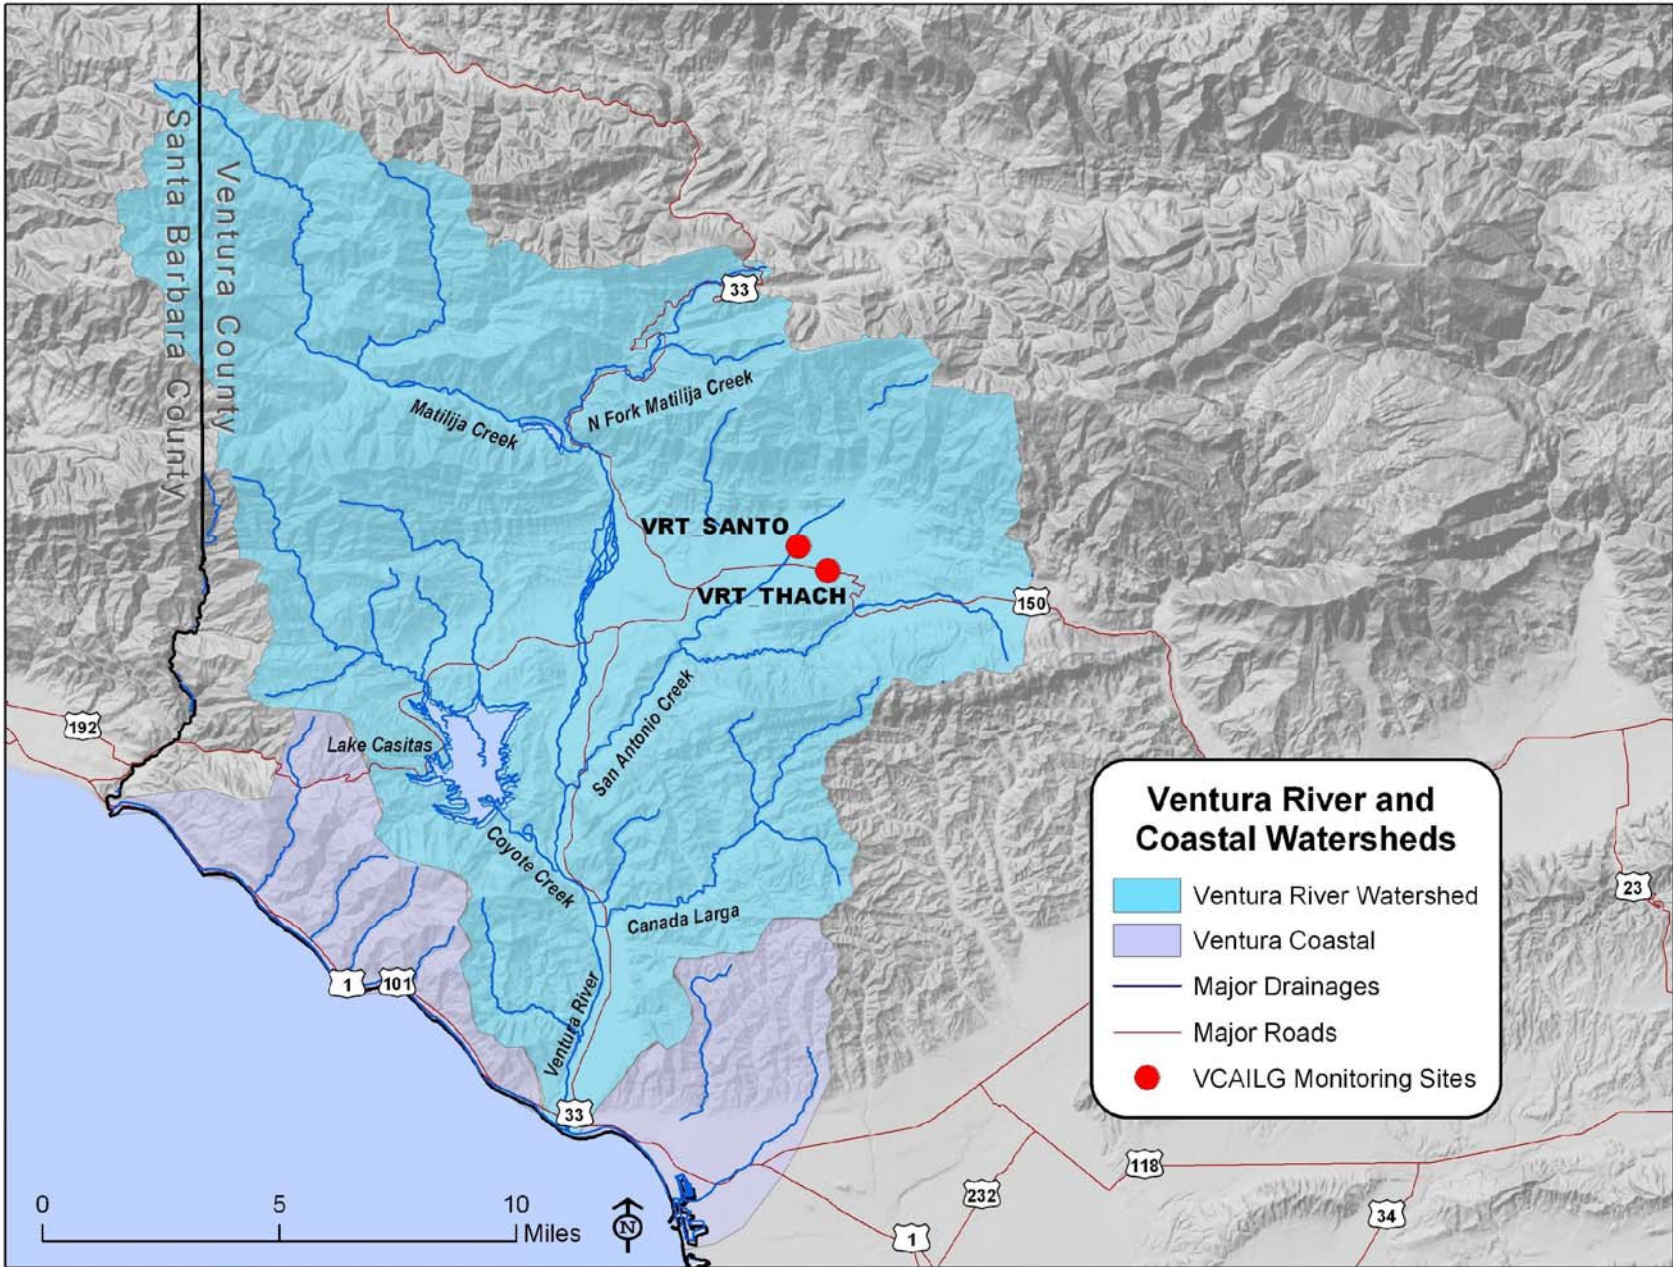 Santa Barbara County
Ventura County
33
N Fork Matilija Creek
Matilija Creek
VRT_SANTO
VRT_THACH
150
192
Lake Casitas
San Antonio Creek
Coyote Creek
Canada Larga
Ventura River
1
101
33
23
118
232
34
1
Ventura River and
Coastal Watersheds
Ventura River Watershed
Ventura Coastal
Major Drainages
Major Roads
VCAILG Monitoring Sites
0 5 10
Miles
N